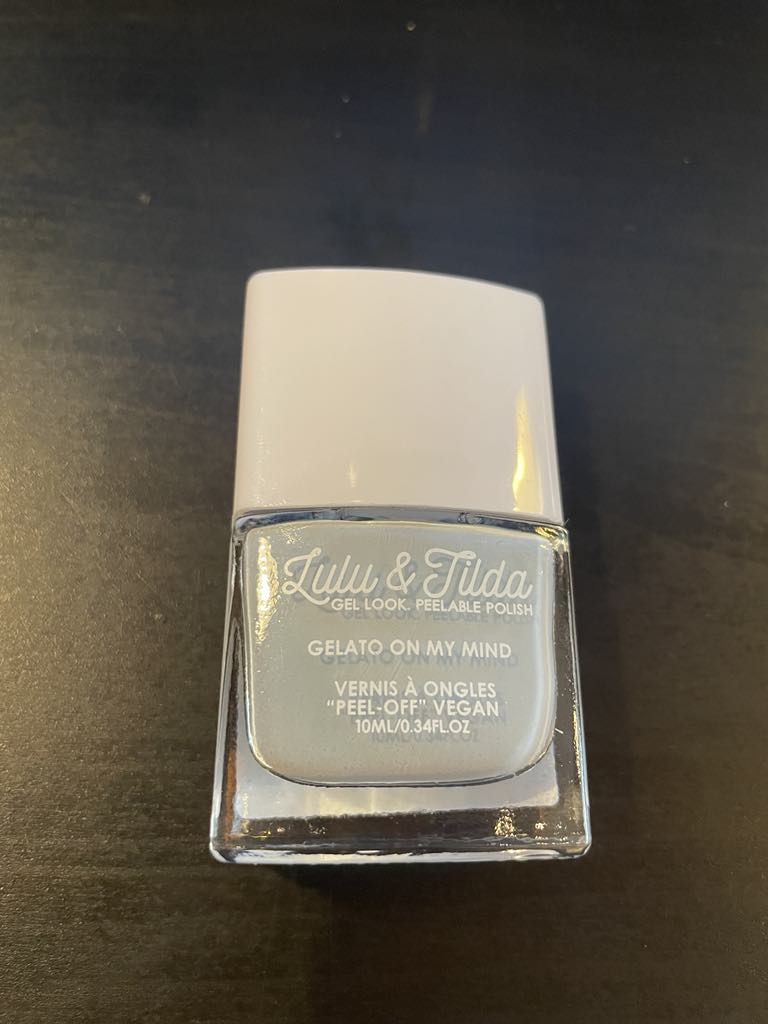 Lulu & Tilda
GEL LOOK. PEELABLE POLISH
GELATO ON MY MIND
VERNIS À ONGLES
“PEEL-OFF” VEGAN
10ML/0.34FL.OZ